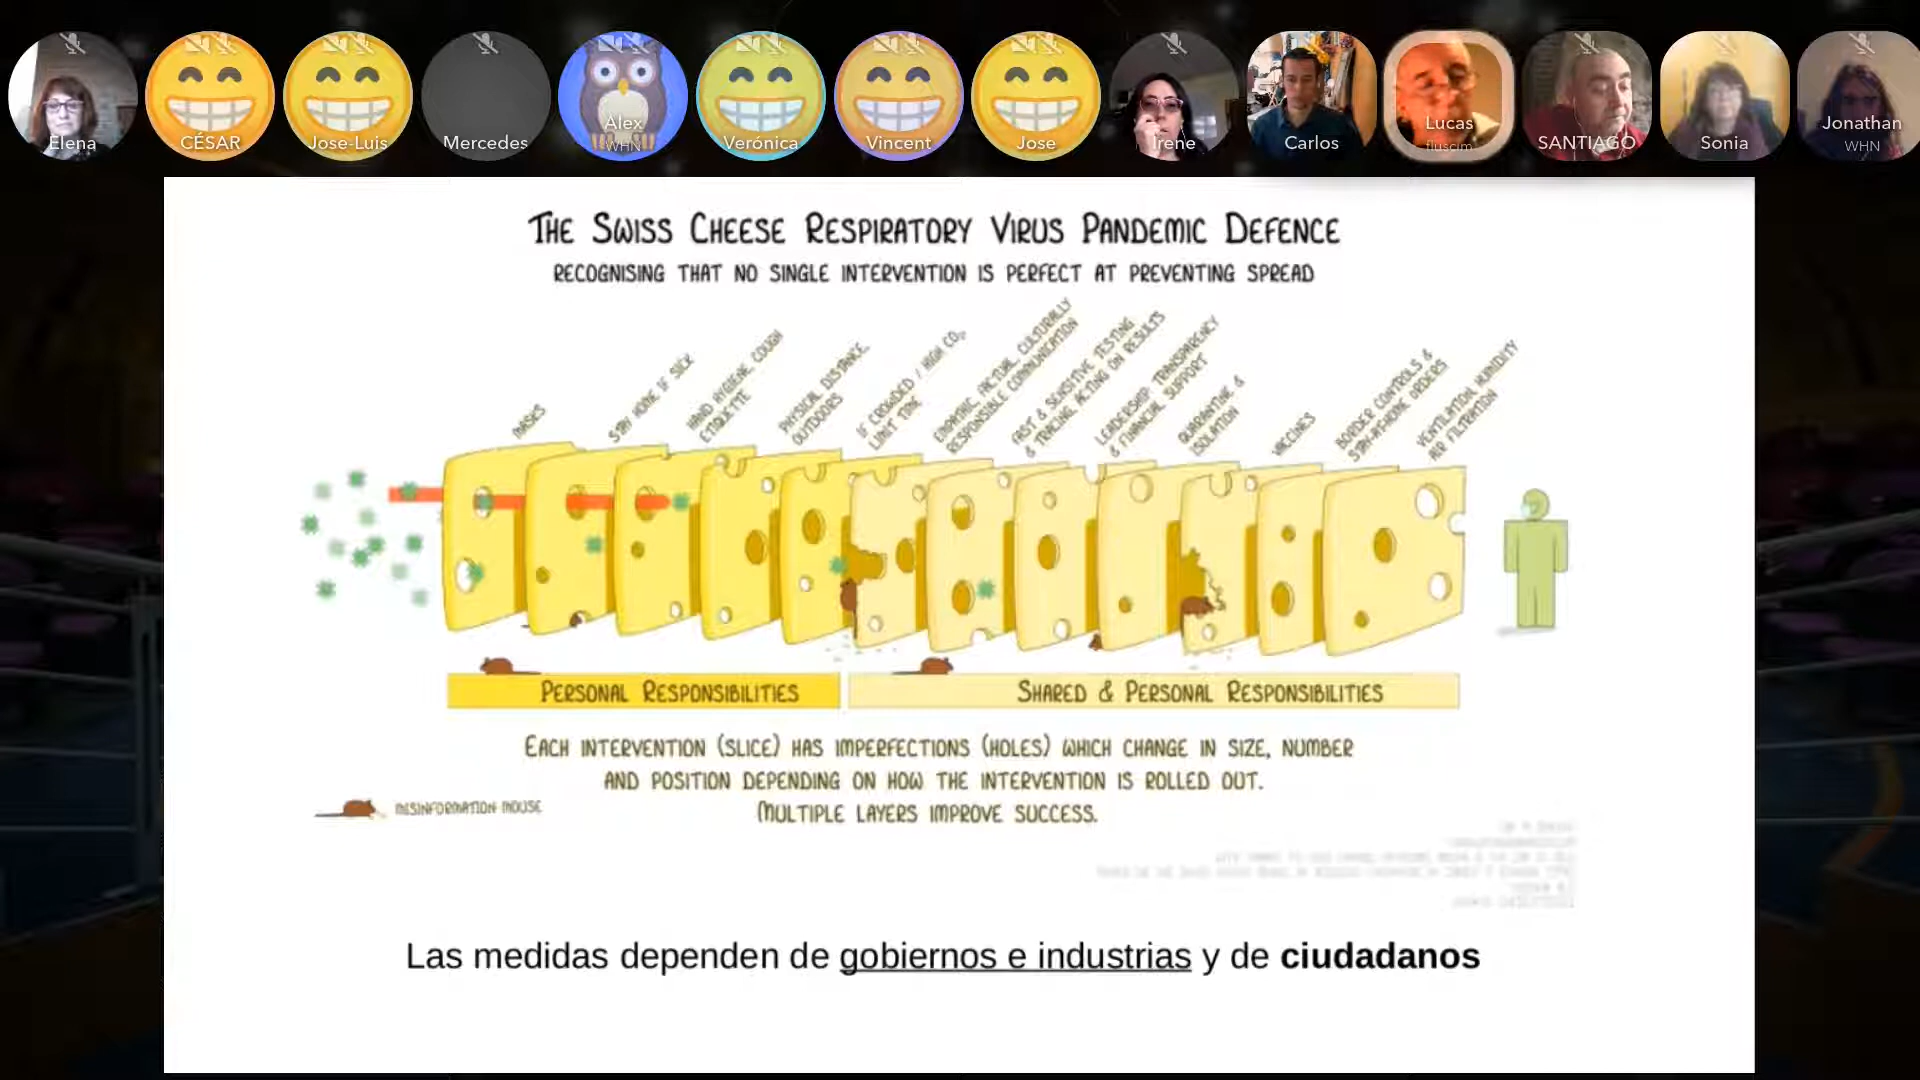 Elena
CÉSAR
Jose-Luis
Mercedes
Alex
WHN
Verónica
Vincent
Jose
Irene
Carlos
Lucas
fluscim
SANTIAGO
Sonia
Jonathan
WHN
THE SWISS CHEESE RESPIRATORY VIRUS PANDEMIC DEFENCE
RECOGNISING THAT NO SINGLE INTERVENTION IS PERFECT AT PREVENTING SPREAD
MASKS
STAY HOME IF SICK
HAND HYGIENE, COUGH
ETIQUETTE
PHYSICAL DISTANCE,
OUTDOORS
IF CROWDED / HIGH CO₂,
LIMIT TIME
EMPATHIC, FACTUAL, CULTURALLY
RESPONSIBLE COMMUNICATION
FAST & SENSITIVE TESTING
& TRACING, ACTING ON RESULTS
LEADERSHIP: TRANSPARENCY
& FINANCIAL SUPPORT
QUARANTINE &
ISOLATION
VACCINES
BORDER CONTROLS &
STAY-AT-HOME ORDERS
VENTILATION, HUMIDITY
AIR FILTRATION
PERSONAL RESPONSIBILITIES
SHARED & PERSONAL RESPONSIBILITIES
EACH INTERVENTION (SLICE) HAS IMPERFECTIONS (HOLES) WHICH CHANGE IN SIZE, NUMBER
AND POSITION DEPENDING ON HOW THE INTERVENTION IS ROLLED OUT.
MULTIPLE LAYERS IMPROVE SUCCESS.
MISINFORMATION MOUSE
Las medidas dependen de gobiernos e industrias y de ciudadanos